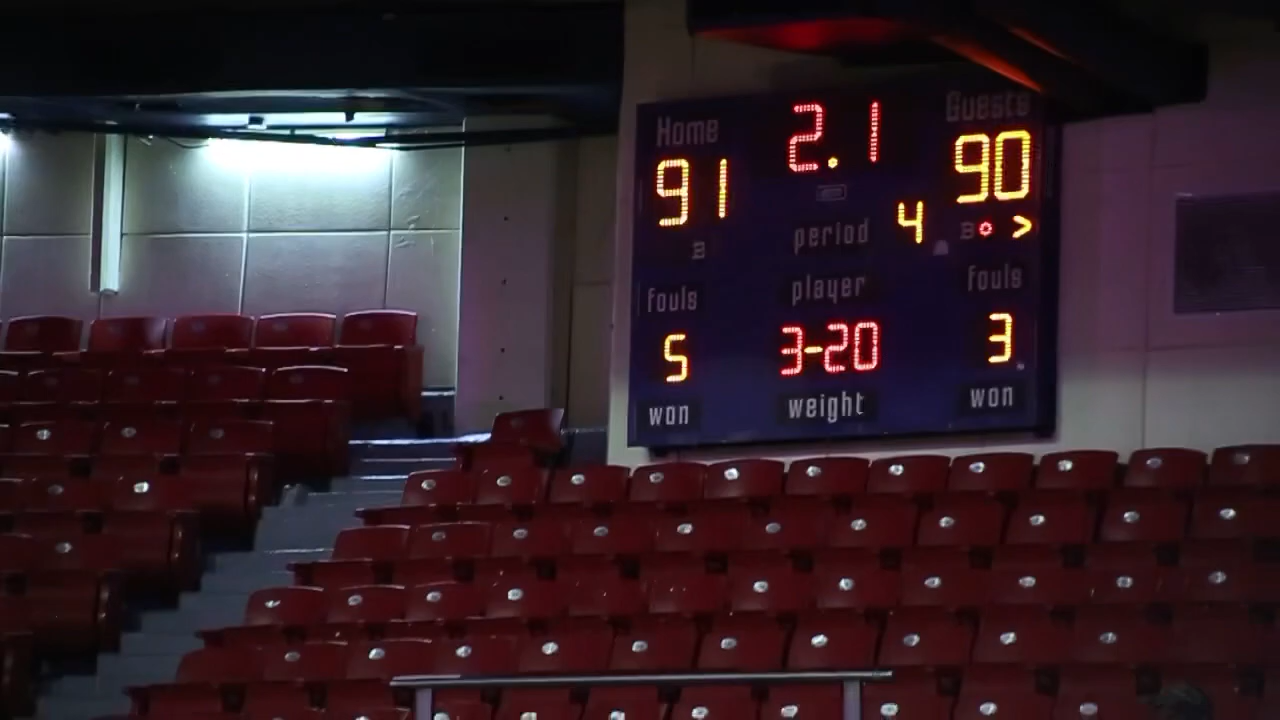 Home 2.1 Guests
91 90
period 4
B B >
fouls player fouls
5 3-20 3
won weight won